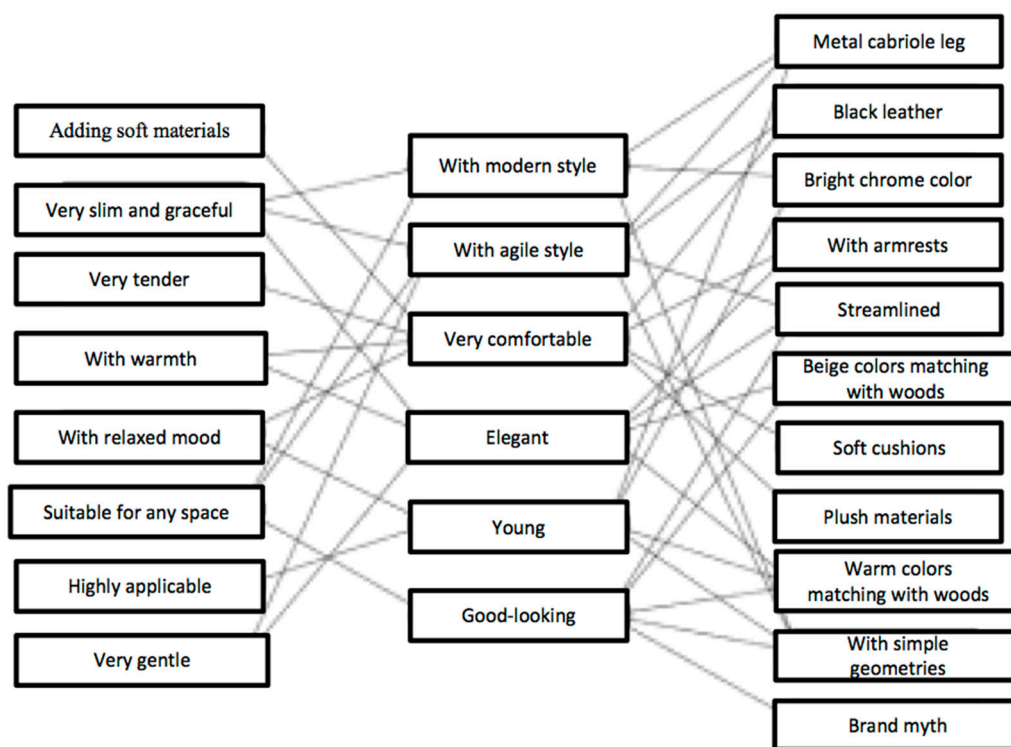 Adding soft materials
Very slim and graceful
Very tender
With warmth
With relaxed mood
Suitable for any space
Highly applicable
Very gentle
With modern style
With agile style
Very comfortable
Elegant
Young
Good-looking
Metal cabriole leg
Black leather
Bright chrome color
With armrests
Streamlined
Beige colors matching
with woods
Soft cushions
Plush materials
Warm colors
matching with woods
With simple
geometries
Brand myth